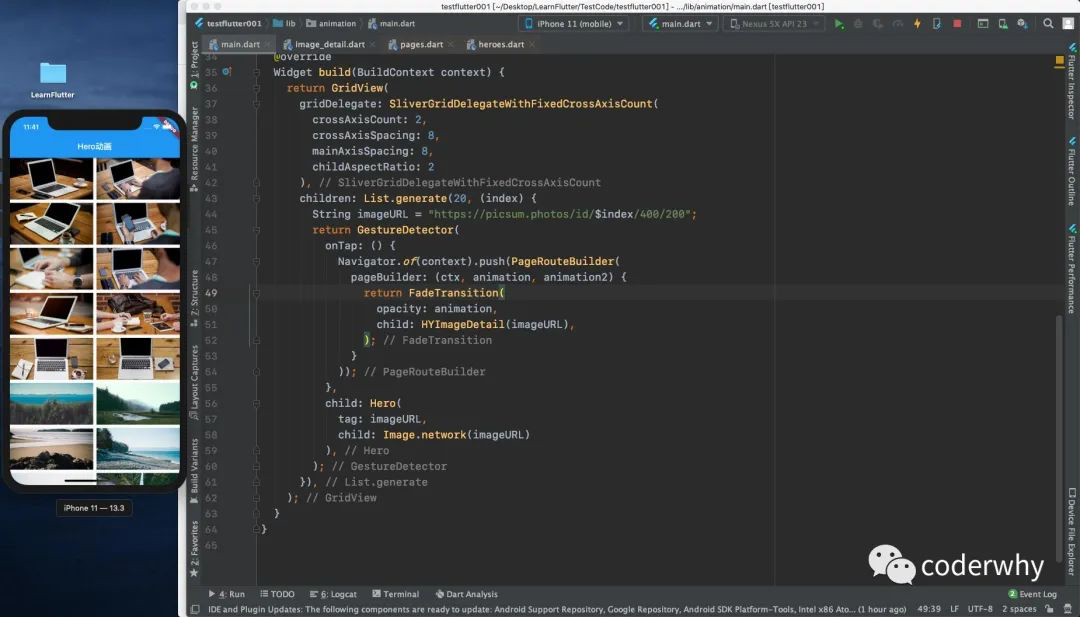 testflutter001 [~/Desktop/LearnFlutter/TestCode/testflutter001] - .../lib/animation/main.dart [testflutter001]
testflutter001 lib animation main.dart iPhone 11 (mobile) main.dart Nexus 5X API 23
main.dart image_detail.dart pages.dart heroes.dart
34 @override
35 Widget build(BuildContext context) {
36 return GridView(
37 gridDelegate: SliverGridDelegateWithFixedCrossAxisCount(
38 crossAxisCount: 2,
39 crossAxisSpacing: 8,
40 mainAxisSpacing: 8,
41 childAspectRatio: 2
42 ), // SliverGridDelegateWithFixedCrossAxisCount
43 children: List.generate(20, (index) {
44 String imageURL = "https://picsum.photos/id/$index/400/200";
45 return GestureDetector(
46 onTap: () {
47 Navigator.of(context).push(PageRouteBuilder(
48 pageBuilder: (ctx, animation, animation2) {
49 return FadeTransition(
50 opacity: animation,
51 child: HYImageDetail(imageURL),
52 ); // FadeTransition
53 }
54 )); // PageRouteBuilder
55 },
56 child: Hero(
57 tag: imageURL,
58 child: Image.network(imageURL)
59 ), // Hero
60 ); // GestureDetector
61 }), // List.generate
62 ); // GridView
63 }
64 }
65
LearnFlutter
11:41
Hero动画
iPhone 11 — 13.3
1: Project
Resource Manager
Z: Structure
Layout Captures
Build Variants
2: Favorites
Flutter Inspector
Flutter Outline
Flutter Performance
Device File Explorer
coderwhy
4: Run TODO 6: Logcat Terminal Dart Analysis 2 Event Log
IDE and Plugin Updates: The following components are ready to update: Android Support Repository, Google Repository, Android SDK Platform-Tools, Intel x86 Ato... (1 hour ago) 49:39 LF UTF-8 2 spaces